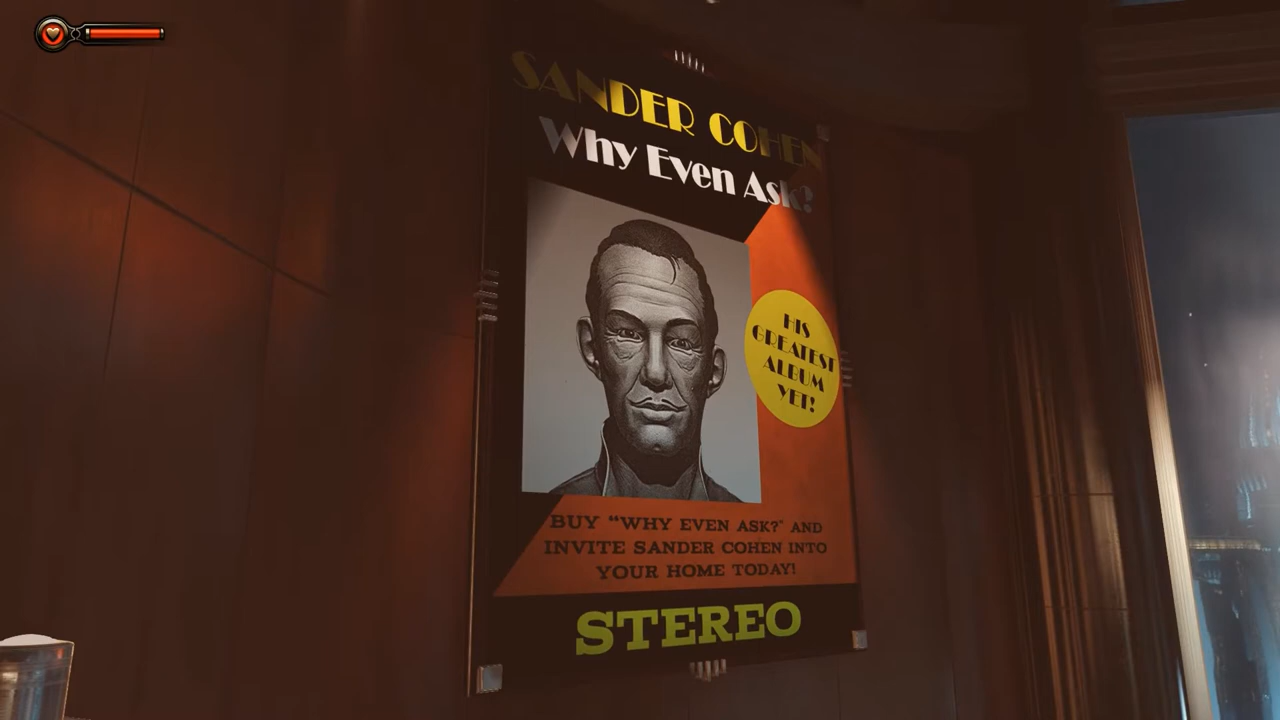 SANDER COHEN
Why Even Ask?
HIS
GREATEST
ALBUM
YET!
BUY “WHY EVEN ASK?” AND
INVITE SANDER COHEN INTO
YOUR HOME TODAY!
STEREO